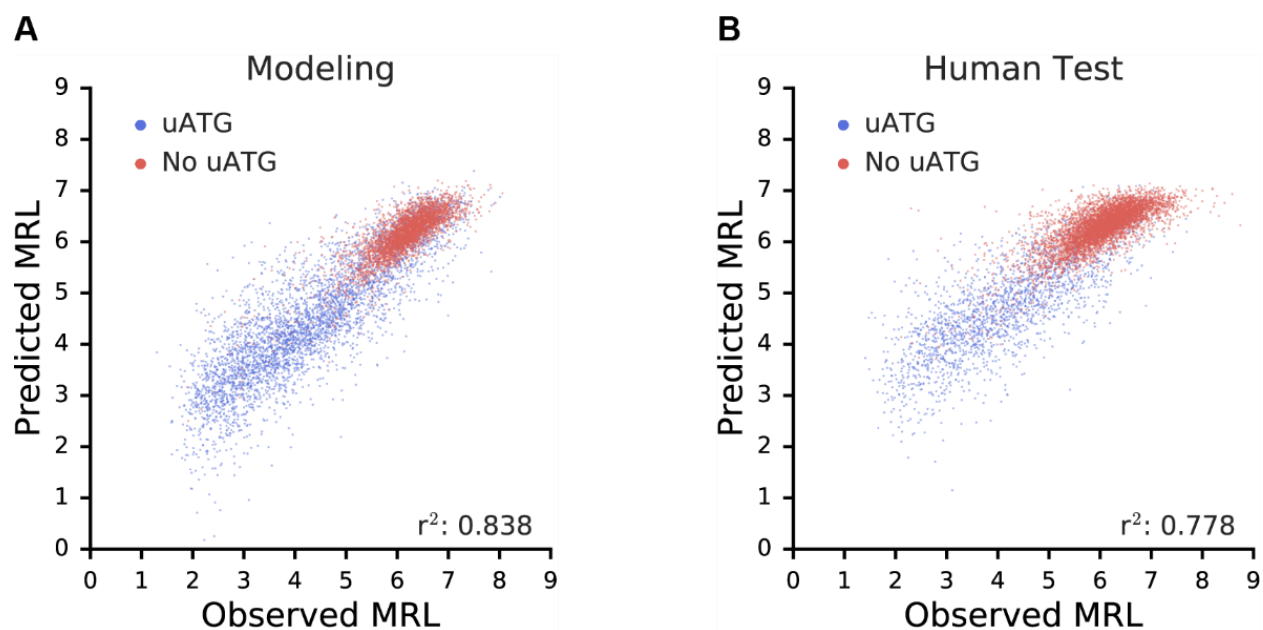 A
Modeling
9
8
7
6
5
4
3
2
1
0
uATG
No uATG
Predicted MRL
r²: 0.838
0 1 2 3 4 5 6 7 8 9
Observed MRL
B
Human Test
9
8
7
6
5
4
3
2
1
0
uATG
No uATG
Predicted MRL
r²: 0.778
0 1 2 3 4 5 6 7 8 9
Observed MRL